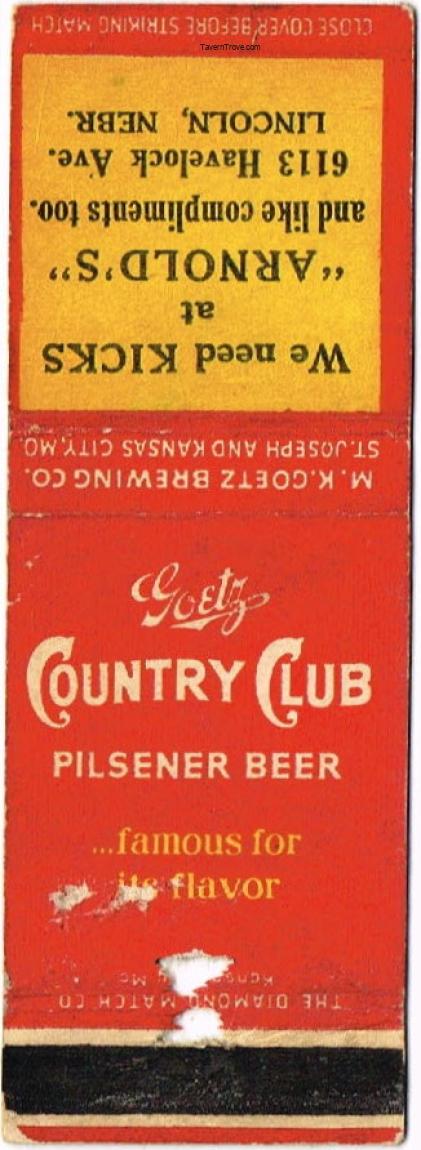 CLOSE COVER BEFORE STRIKING MATCH
TavernTrove.com
We need KICKS
at
"ARNOLD'S"
and like compliments too.
6113 Havelock Ave.
LINCOLN, NEBR.
M.K.GOETZ BREWING CO.
ST. JOSEPH AND KANSAS CITY, MO.
Goetz
COUNTRY CLUB
PILSENER BEER
...famous for
its flavor
THE DIAMOND MATCH CO